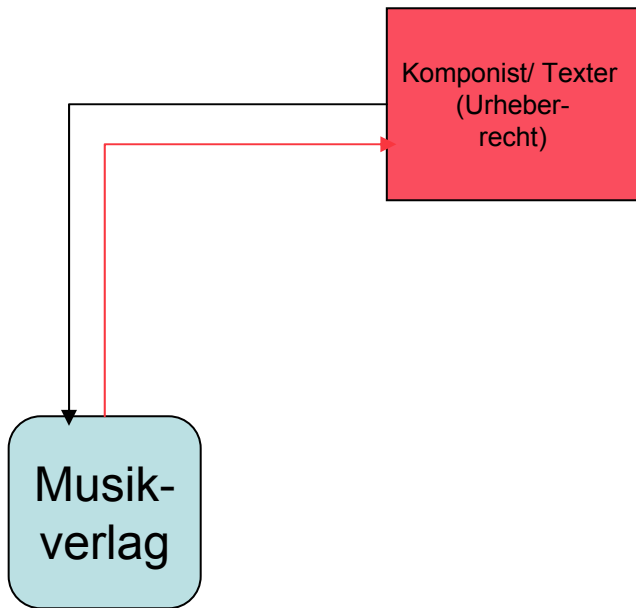 Komponist/ Texter
(Urheber-
recht)
Musik-
verlag